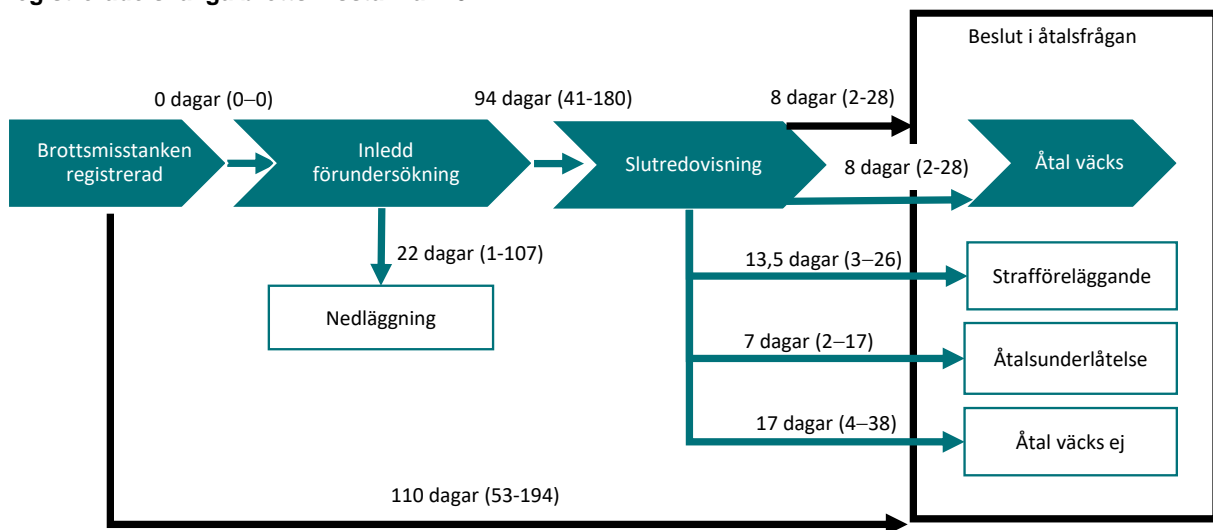 Beslut i åtalsfrågan
0 dagar (0–0)
94 dagar (41-180)
8 dagar (2-28)
Brottsmisstanken
registrerad
Inledd
förundersökning
Slutredovisning
8 dagar (2-28)
Åtal väcks
22 dagar (1-107)
13,5 dagar (3–26)
Strafföreläggande
Nedläggning
7 dagar (2–17)
Åtalsunderlåtelse
17 dagar (4–38)
Åtal väcks ej
110 dagar (53-194)